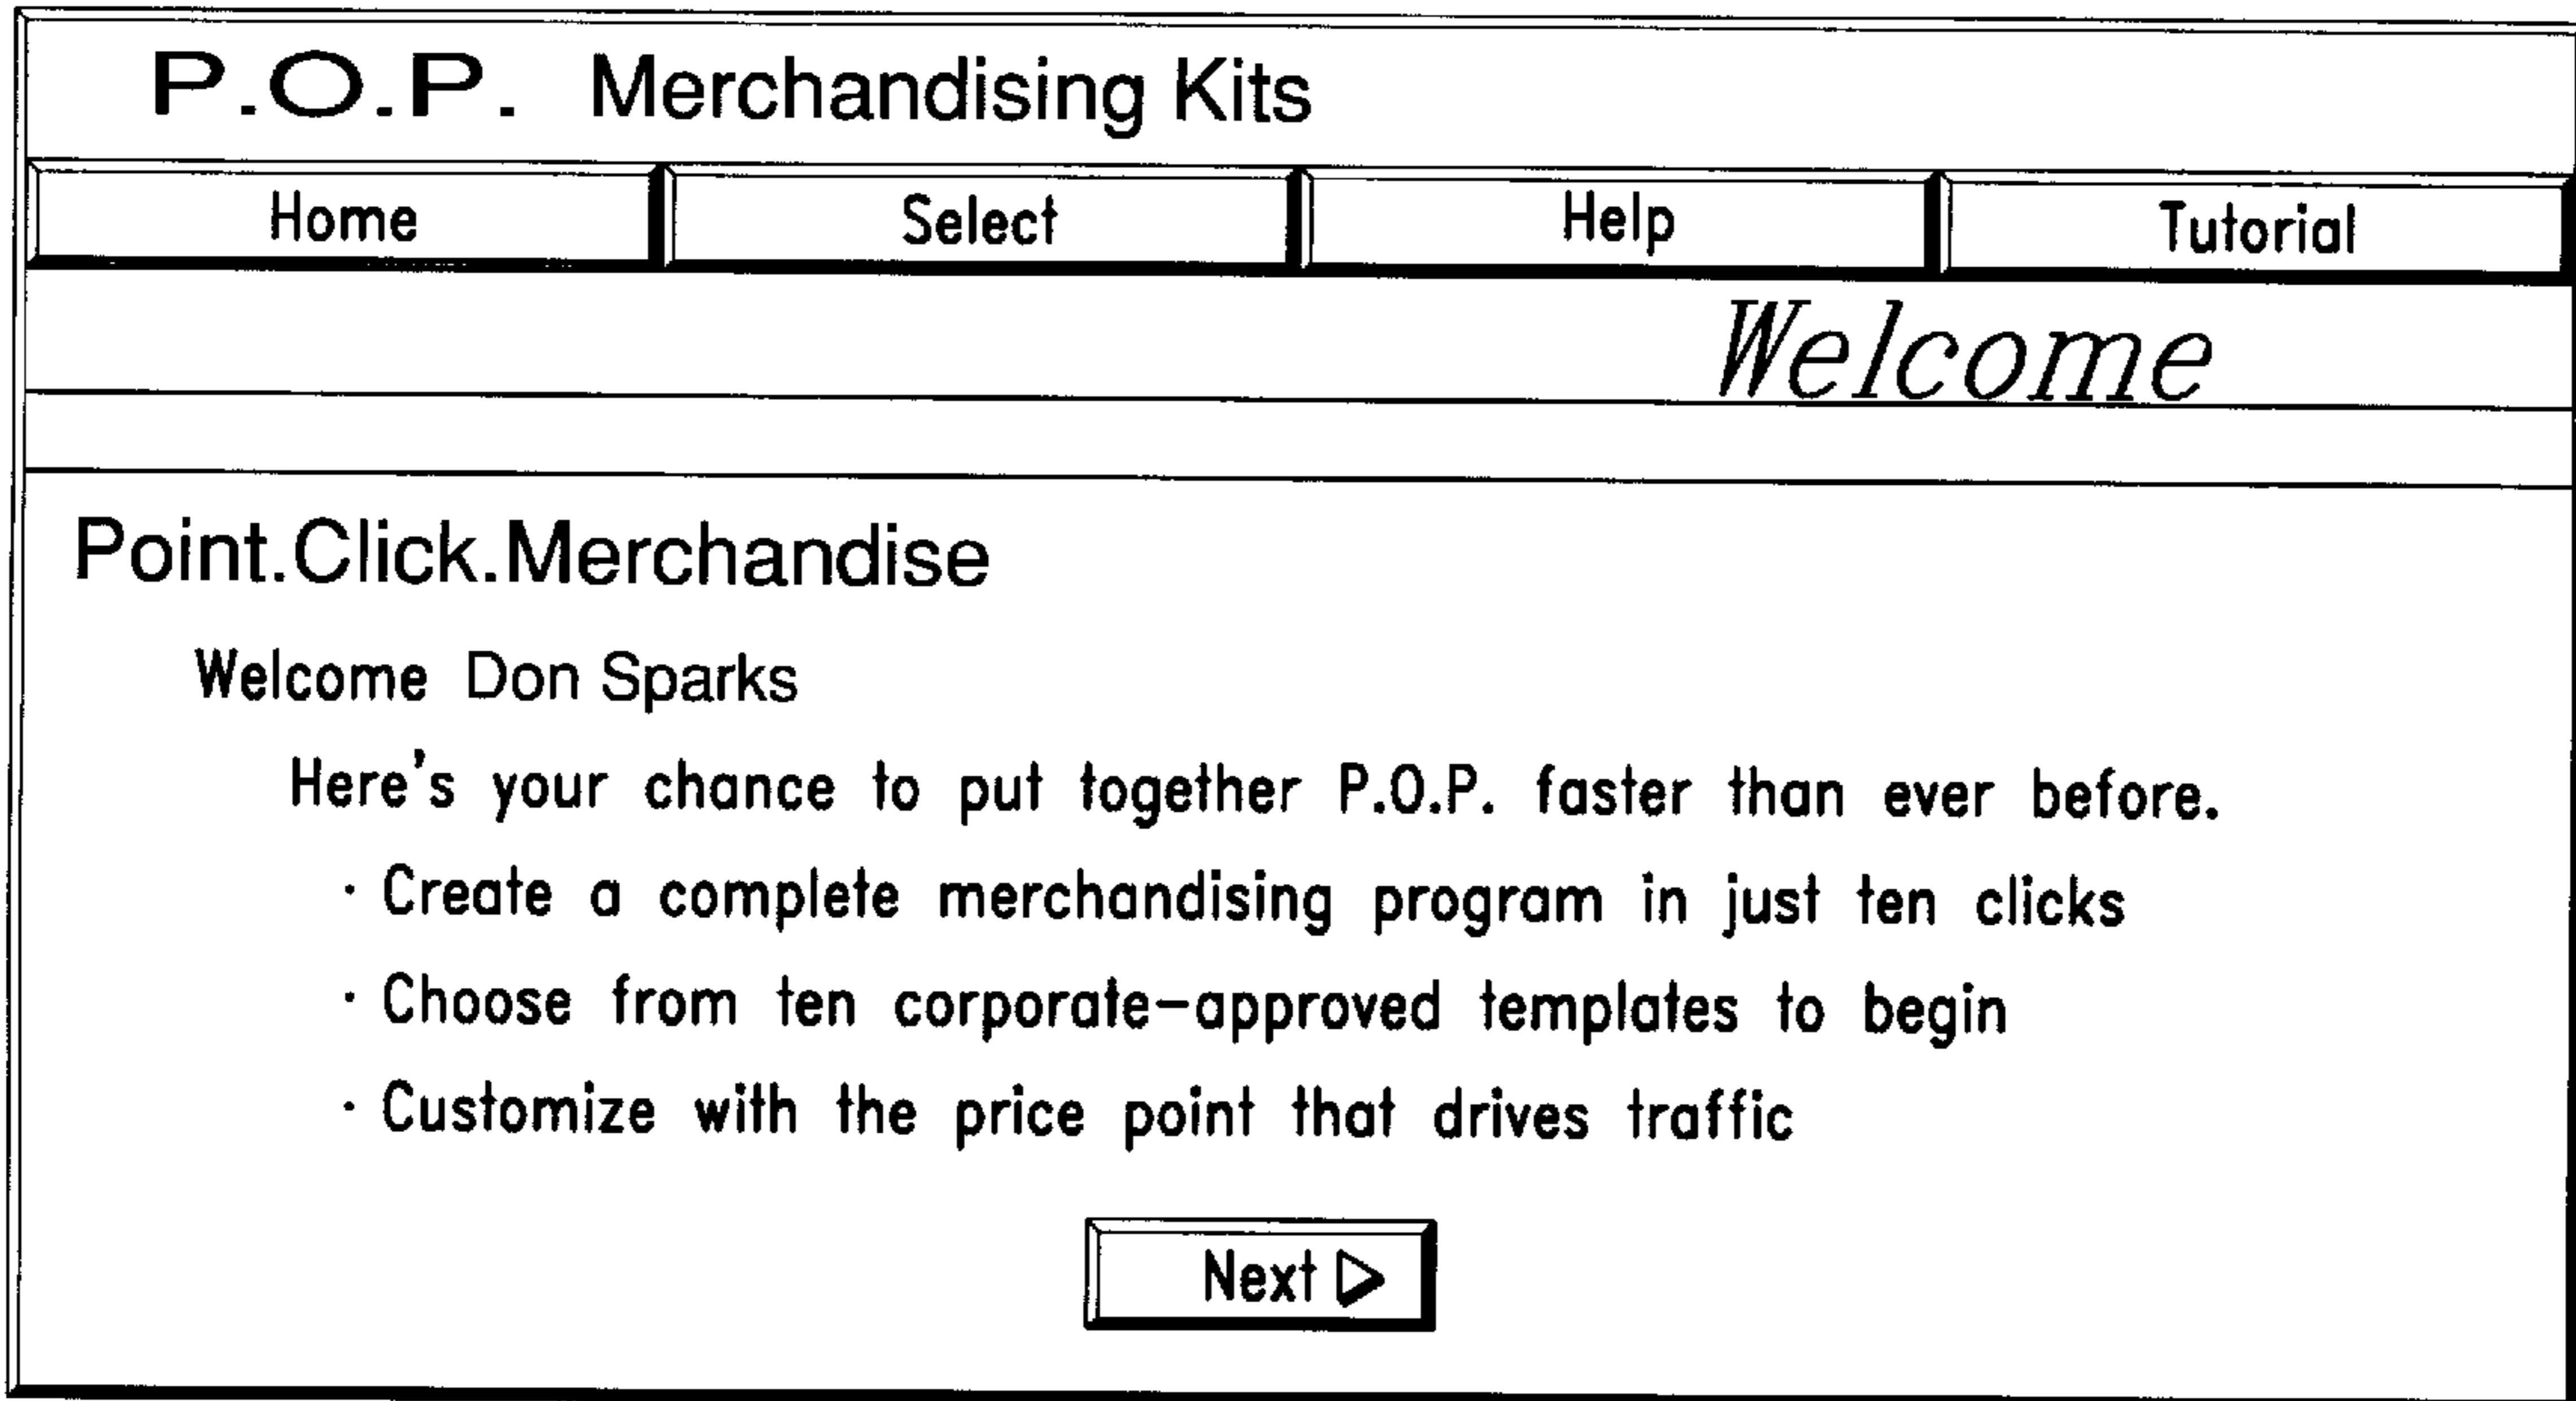 P.O.P. Merchandising Kits
Home Select Help Tutorial
Welcome
Point.Click.Merchandise
Welcome Don Sparks
Here's your chance to put together P.O.P. faster than ever before.
· Create a complete merchandising program in just ten clicks
· Choose from ten corporate-approved templates to begin
· Customize with the price point that drives traffic
Next ▷